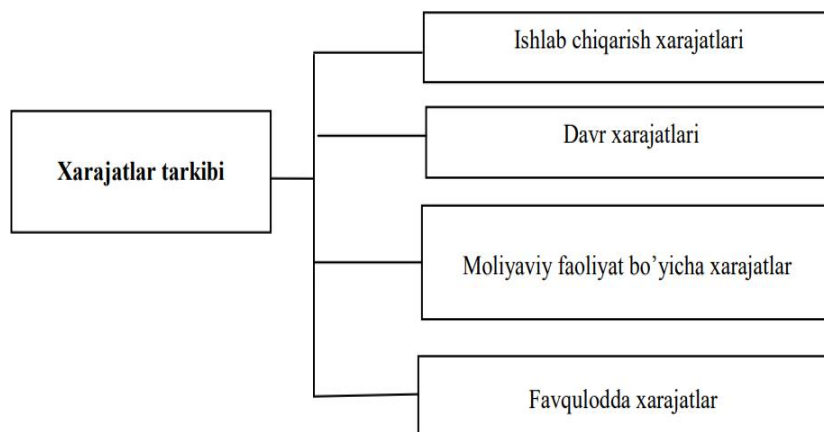 Xarajatlar tarkibi
Ishlab chiqarish xarajatlari
Davr xarajatlari
Moliyaviy faoliyat bo’yicha xarajatlar
Favqulodda xarajatlar